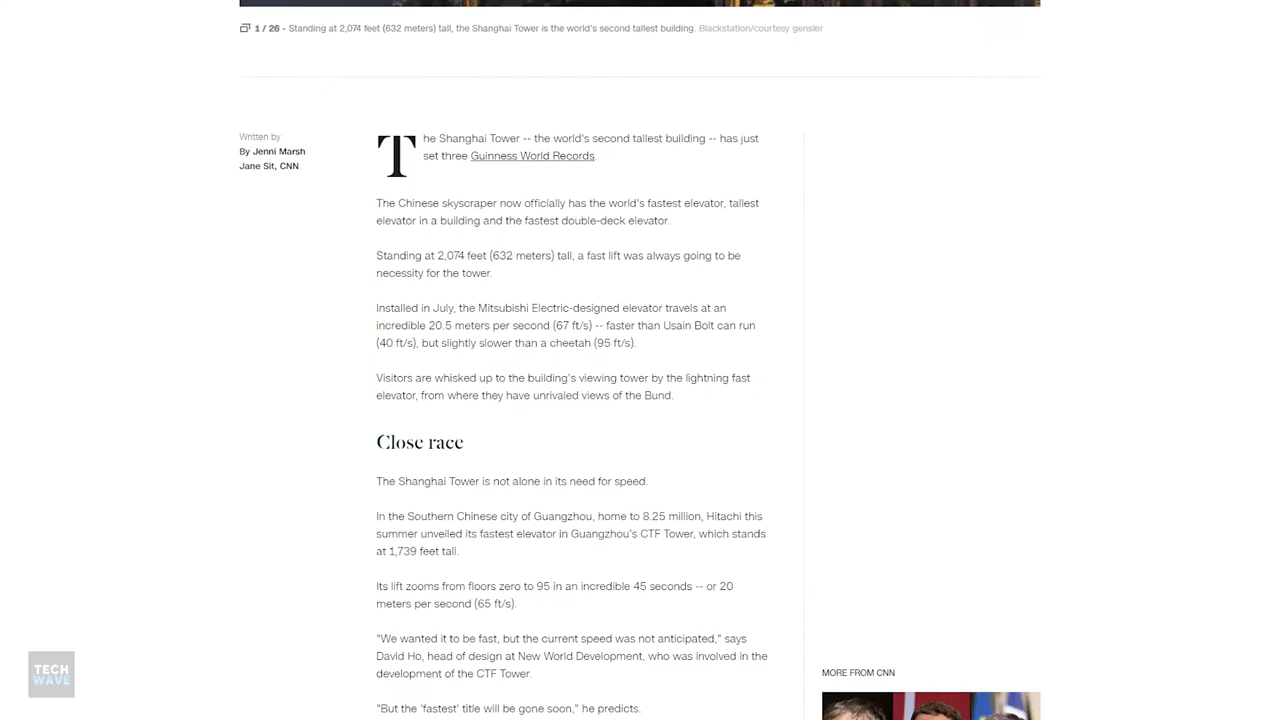 1 / 26 - Standing at 2,074 feet (632 meters) tall, the Shanghai Tower is the world's second tallest building. Blackstation/courtesy gensler
Written by
By Jenni Marsh
Jane Sit, CNN
The Shanghai Tower -- the world's second tallest building -- has just
set three Guinness World Records.
The Chinese skyscraper now officially has the world's fastest elevator, tallest
elevator in a building and the fastest double-deck elevator.
Standing at 2,074 feet (632 meters) tall, a fast lift was always going to be
necessity for the tower.
Installed in July, the Mitsubishi Electric-designed elevator travels at an
incredible 20.5 meters per second (67 ft/s) -- faster than Usain Bolt can run
(40 ft/s), but slightly slower than a cheetah (95 ft/s).
Visitors are whisked up to the building's viewing tower by the lightning fast
elevator, from where they have unrivaled views of the Bund.
Close race
The Shanghai Tower is not alone in its need for speed.
In the Southern Chinese city of Guangzhou, home to 8.25 million, Hitachi this
summer unveiled its fastest elevator in Guangzhou's CTF Tower, which stands
at 1,739 feet tall.
Its lift zooms from floors zero to 95 in an incredible 45 seconds -- or 20
meters per second (65 ft/s).
"We wanted it to be fast, but the current speed was not anticipated," says
David Ho, head of design at New World Development, who was involved in the
development of the CTF Tower.
"But the 'fastest' title will be gone soon," he predicts.
MORE FROM CNN
TECH
WAVE